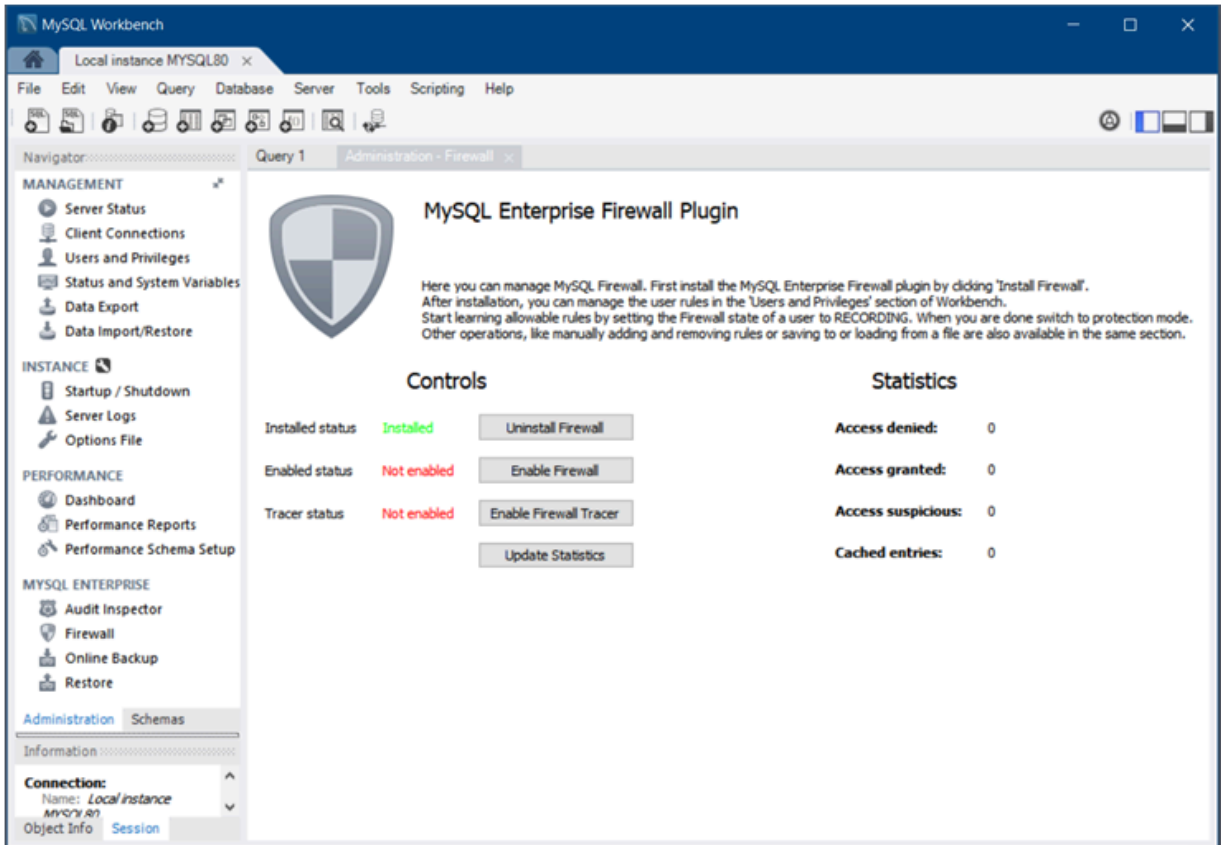 MySQL Workbench
Local instance MYSQL80
File Edit View Query Database Server Tools Scripting Help
Navigator
Query 1
Administration - Firewall
MANAGEMENT
Server Status
Client Connections
Users and Privileges
Status and System Variables
Data Export
Data Import/Restore
INSTANCE
Startup / Shutdown
Server Logs
Options File
PERFORMANCE
Dashboard
Performance Reports
Performance Schema Setup
MYSQL ENTERPRISE
Audit Inspector
Firewall
Online Backup
Restore
Administration Schemas
Information
Connection:
Name: Local instance
MYSQL80
Object Info Session
MySQL Enterprise Firewall Plugin
Here you can manage MySQL Firewall. First install the MySQL Enterprise Firewall plugin by clicking 'Install Firewall'.
After installation, you can manage the user rules in the 'Users and Privileges' section of Workbench.
Start learning allowable rules by setting the Firewall state of a user to RECORDING. When you are done switch to protection mode.
Other operations, like manually adding and removing rules or saving to or loading from a file are also available in the same section.
Controls
Installed status Installed Uninstall Firewall
Enabled status Not enabled Enable Firewall
Tracer status Not enabled Enable Firewall Tracer
Update Statistics
Statistics
Access denied: 0
Access granted: 0
Access suspicious: 0
Cached entries: 0